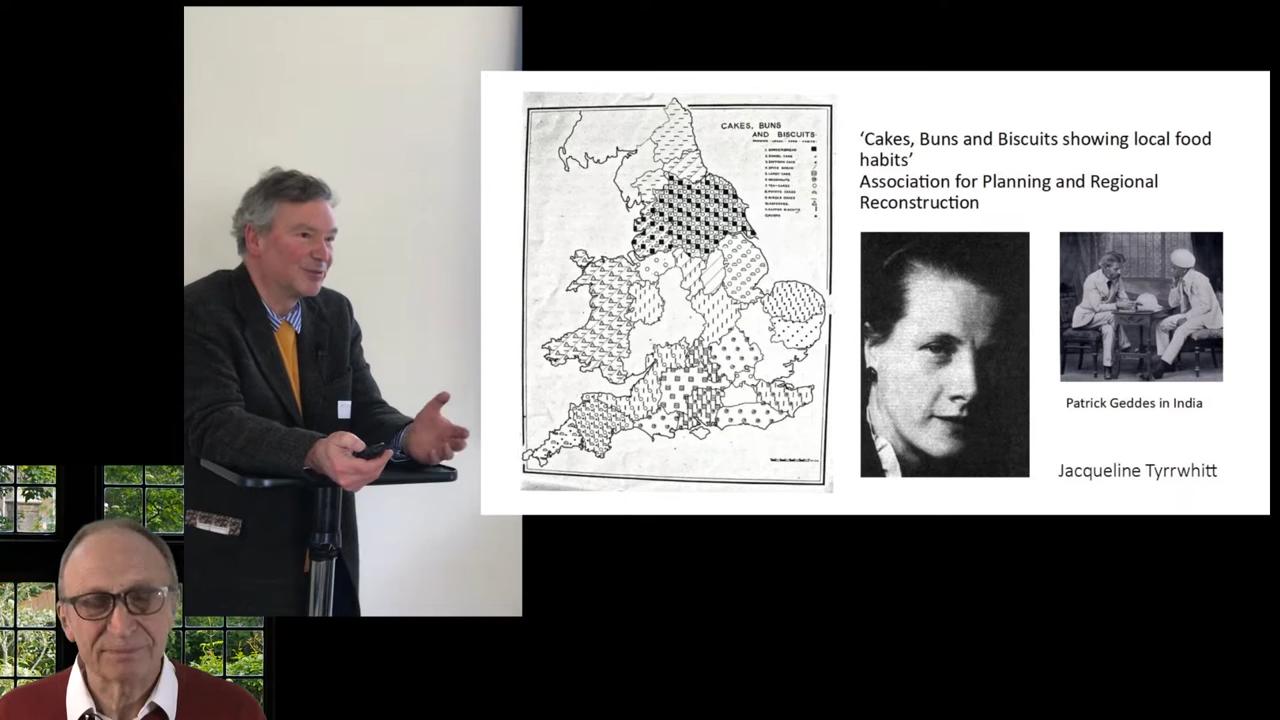 CAKES, BUNS
AND BISCUITS
‘Cakes, Buns and Biscuits showing local food
habits’
Association for Planning and Regional
Reconstruction
Patrick Geddes in India
Jacqueline Tyrrwhitt